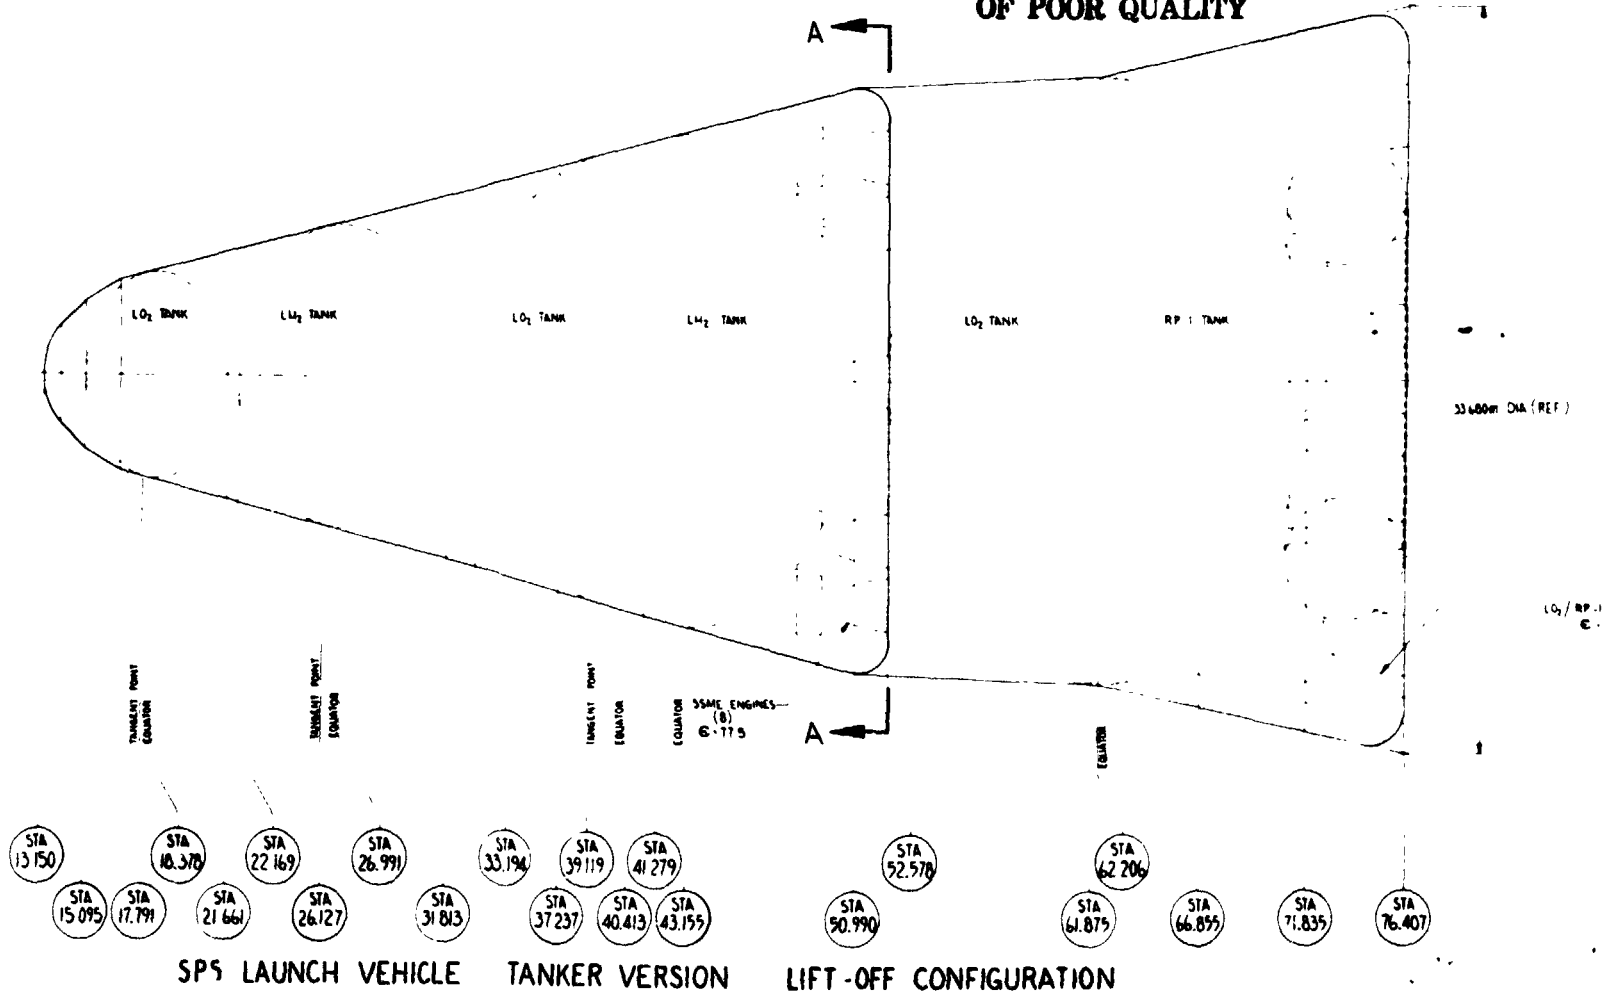 OF POOR QUALITY
A
LO₂ TANK
LH₂ TANK
LO₂ TANK
LH₂ TANK
LO₂ TANK
RP-1 TANK
33.680m DIA (REF)
LO₂/RP-1
TANGENT POINT
EQUATOR
TANGENT POINT
EQUATOR
TANGENT POINT
EQUATOR
EQUATOR
SSME ENGINES
(8)
Є-77.5
A
EQUATOR
STA
13.150
STA
18.378
STA
22.169
STA
26.991
STA
33.194
STA
39.119
STA
41.279
STA
52.578
STA
62.206
STA
15.095
STA
17.791
STA
21.661
STA
26.127
STA
31.813
STA
37.237
STA
40.413
STA
43.155
STA
50.990
STA
61.875
STA
66.855
STA
71.835
STA
76.407
SPS LAUNCH VEHICLE TANKER VERSION LIFT-OFF CONFIGURATION